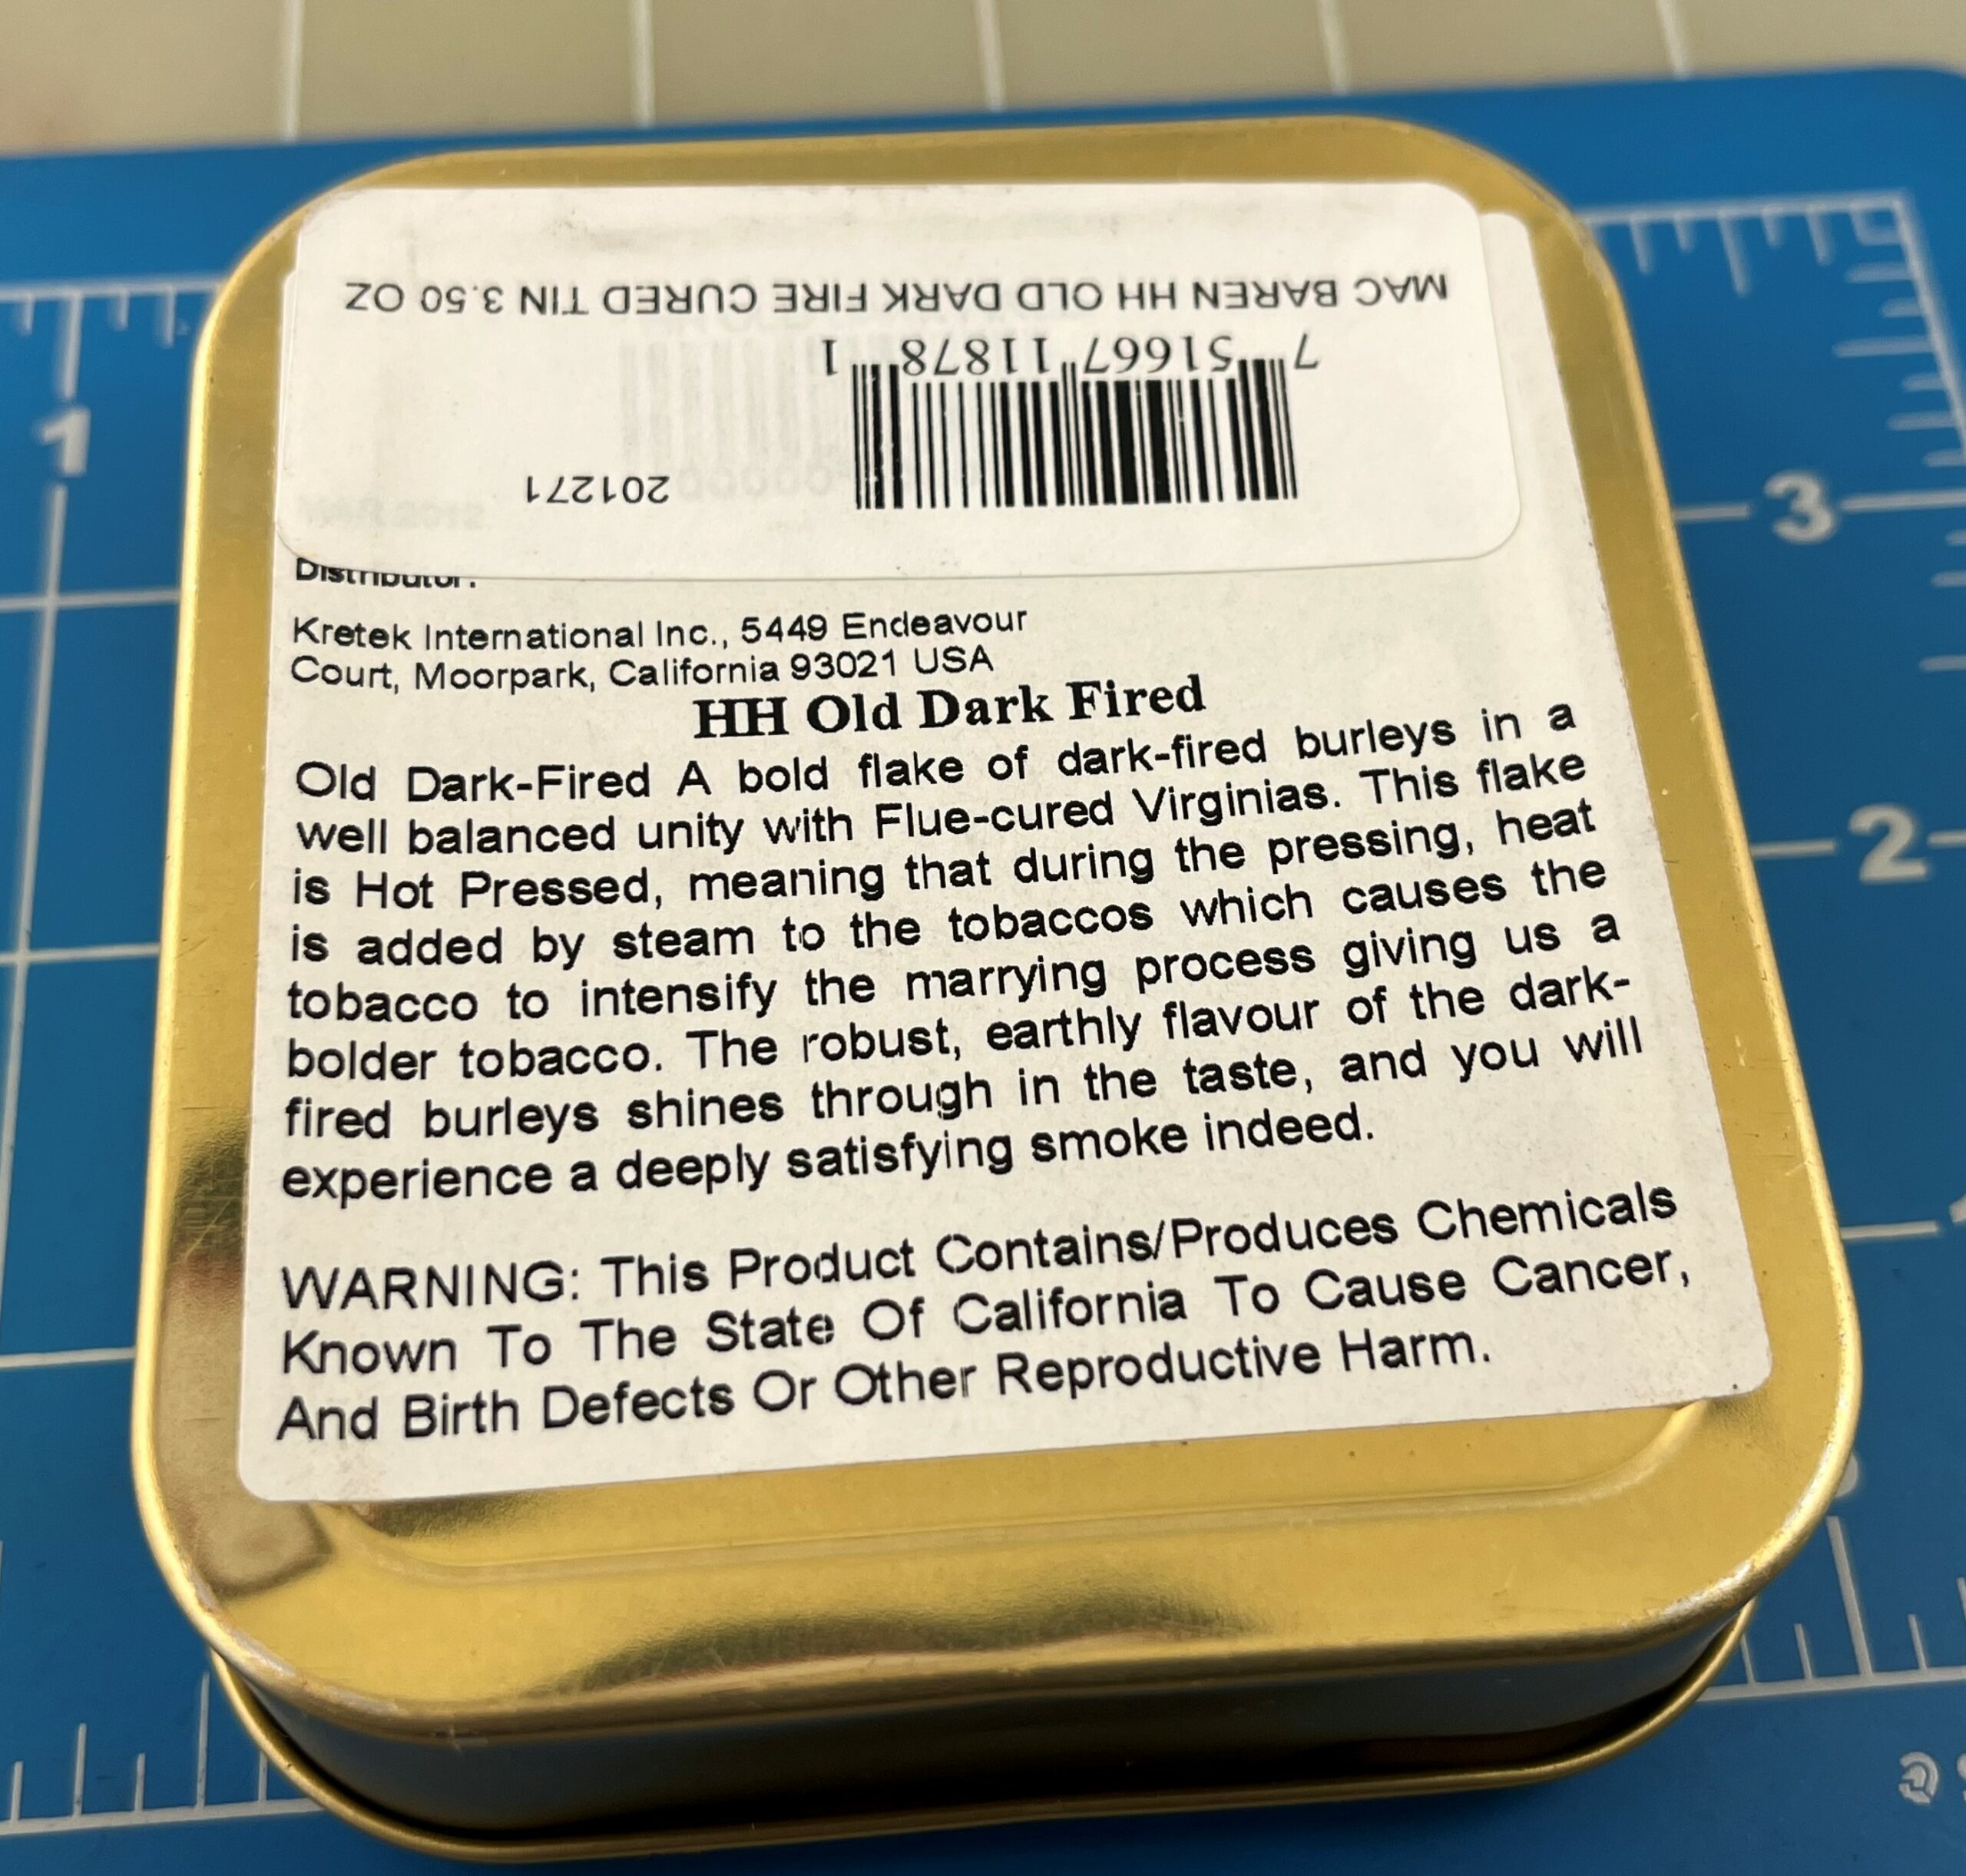 MAC BAREN HH OLD DARK FIRE CURED TIN 3.50 OZ
7 51667 11878 1
201271
Distributor:
Kretek International Inc., 5449 Endeavour
Court, Moorpark, California 93021 USA
HH Old Dark Fired
Old Dark-Fired A bold flake of dark-fired burleys in a
well balanced unity with Flue-cured Virginias. This flake
is Hot Pressed, meaning that during the pressing, heat
is added by steam to the tobaccos which causes the
tobacco to intensify the marrying process giving us a
bolder tobacco. The robust, earthly flavour of the dark-
fired burleys shines through in the taste, and you will
experience a deeply satisfying smoke indeed.
WARNING: This Product Contains/Produces Chemicals
Known To The State Of California To Cause Cancer,
And Birth Defects Or Other Reproductive Harm.
1
3
2